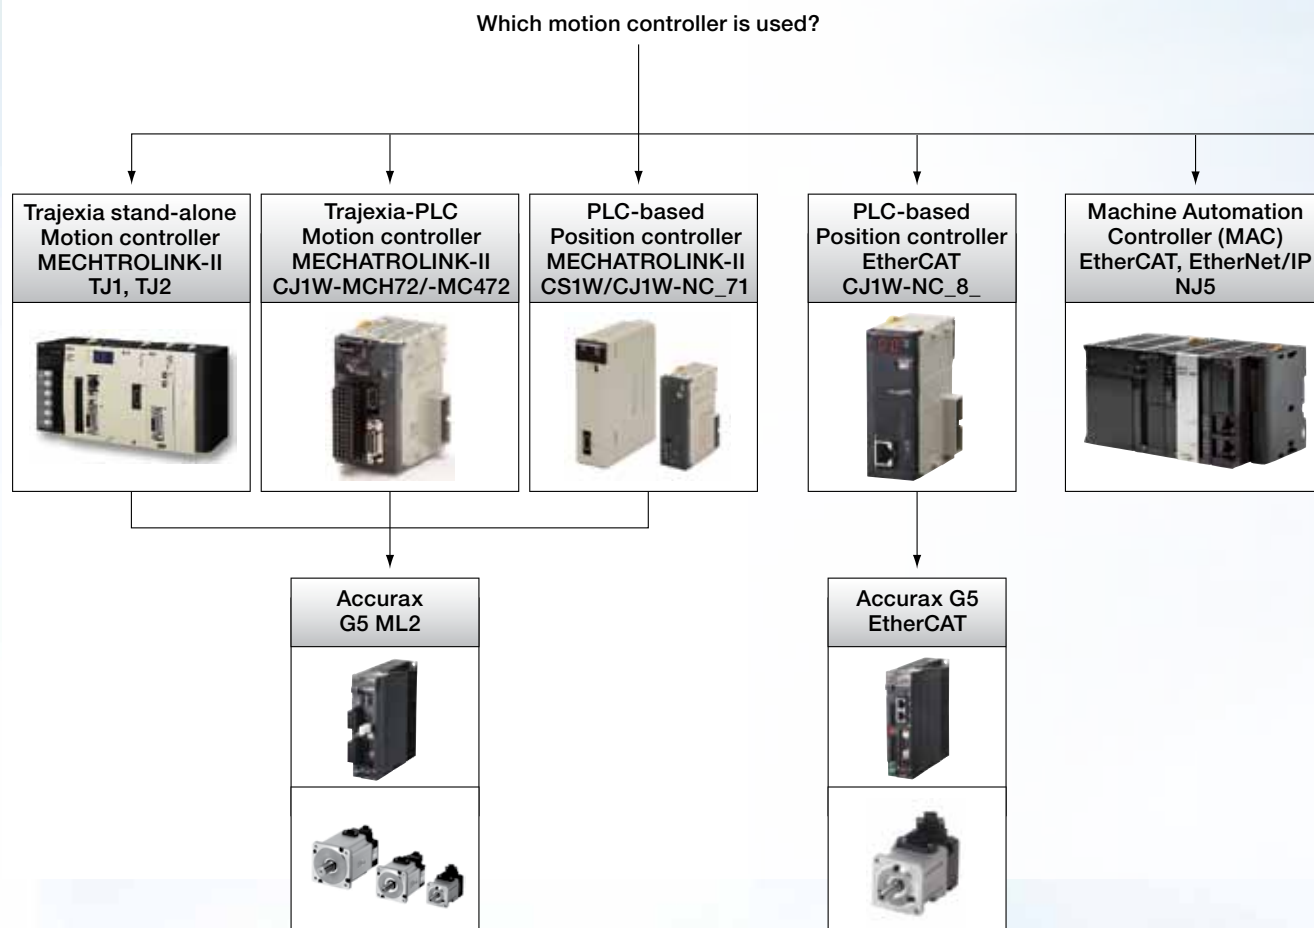 Which motion controller is used?
Trajexia stand-alone
Motion controller
MECHTROLINK-II
TJ1, TJ2
Trajexia-PLC
Motion controller
MECHATROLINK-II
CJ1W-MCH72/-MC472
PLC-based
Position controller
MECHATROLINK-II
CS1W/CJ1W-NC_71
PLC-based
Position controller
EtherCAT
CJ1W-NC_8_
Machine Automation
Controller (MAC)
EtherCAT, EtherNet/IP
NJ5
Accurax
G5 ML2
Accurax G5
EtherCAT